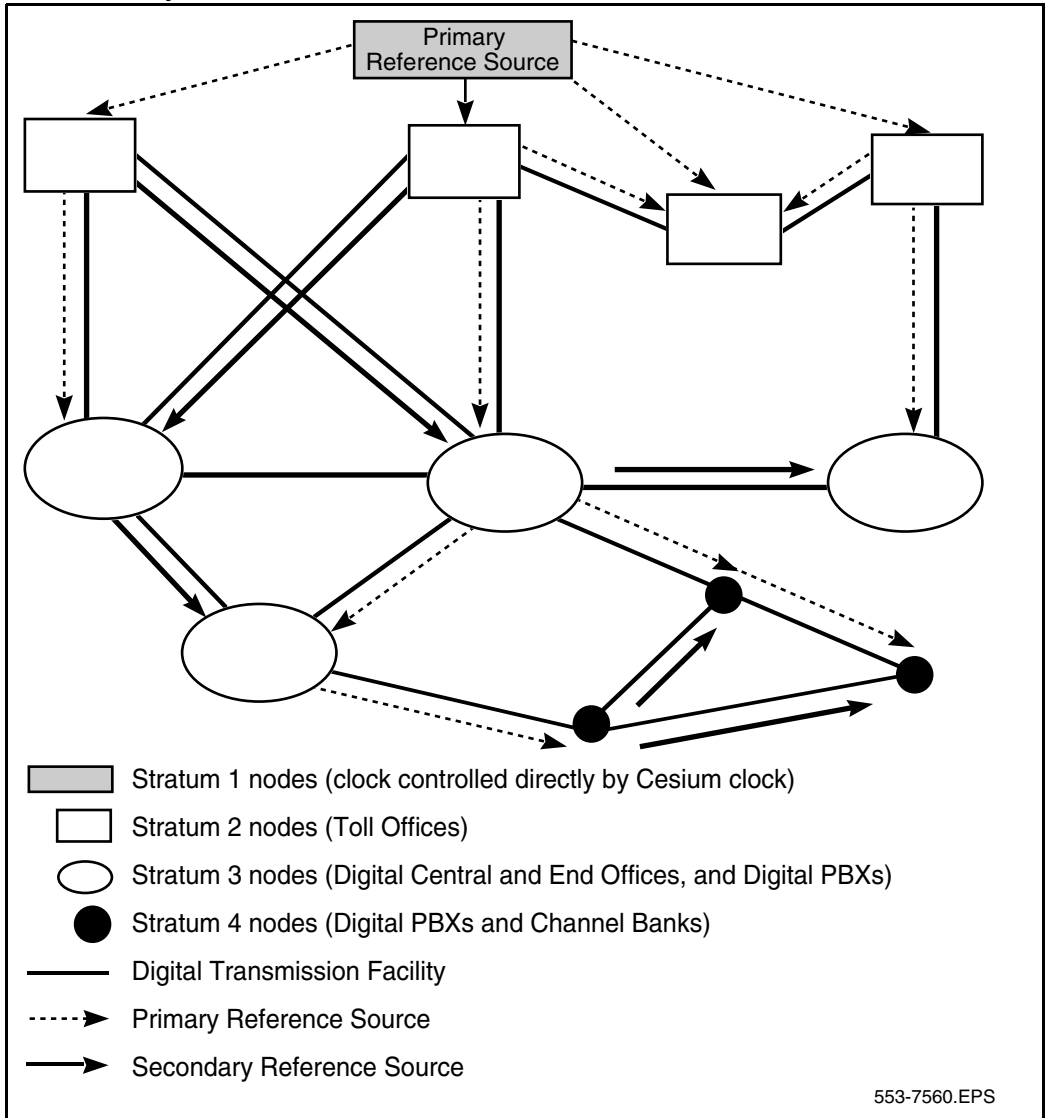 Primary
Reference Source
Stratum 1 nodes (clock controlled directly by Cesium clock)
Stratum 2 nodes (Toll Offices)
Stratum 3 nodes (Digital Central and End Offices, and Digital PBXs)
Stratum 4 nodes (Digital PBXs and Channel Banks)
Digital Transmission Facility
Primary Reference Source
Secondary Reference Source
553-7560.EPS